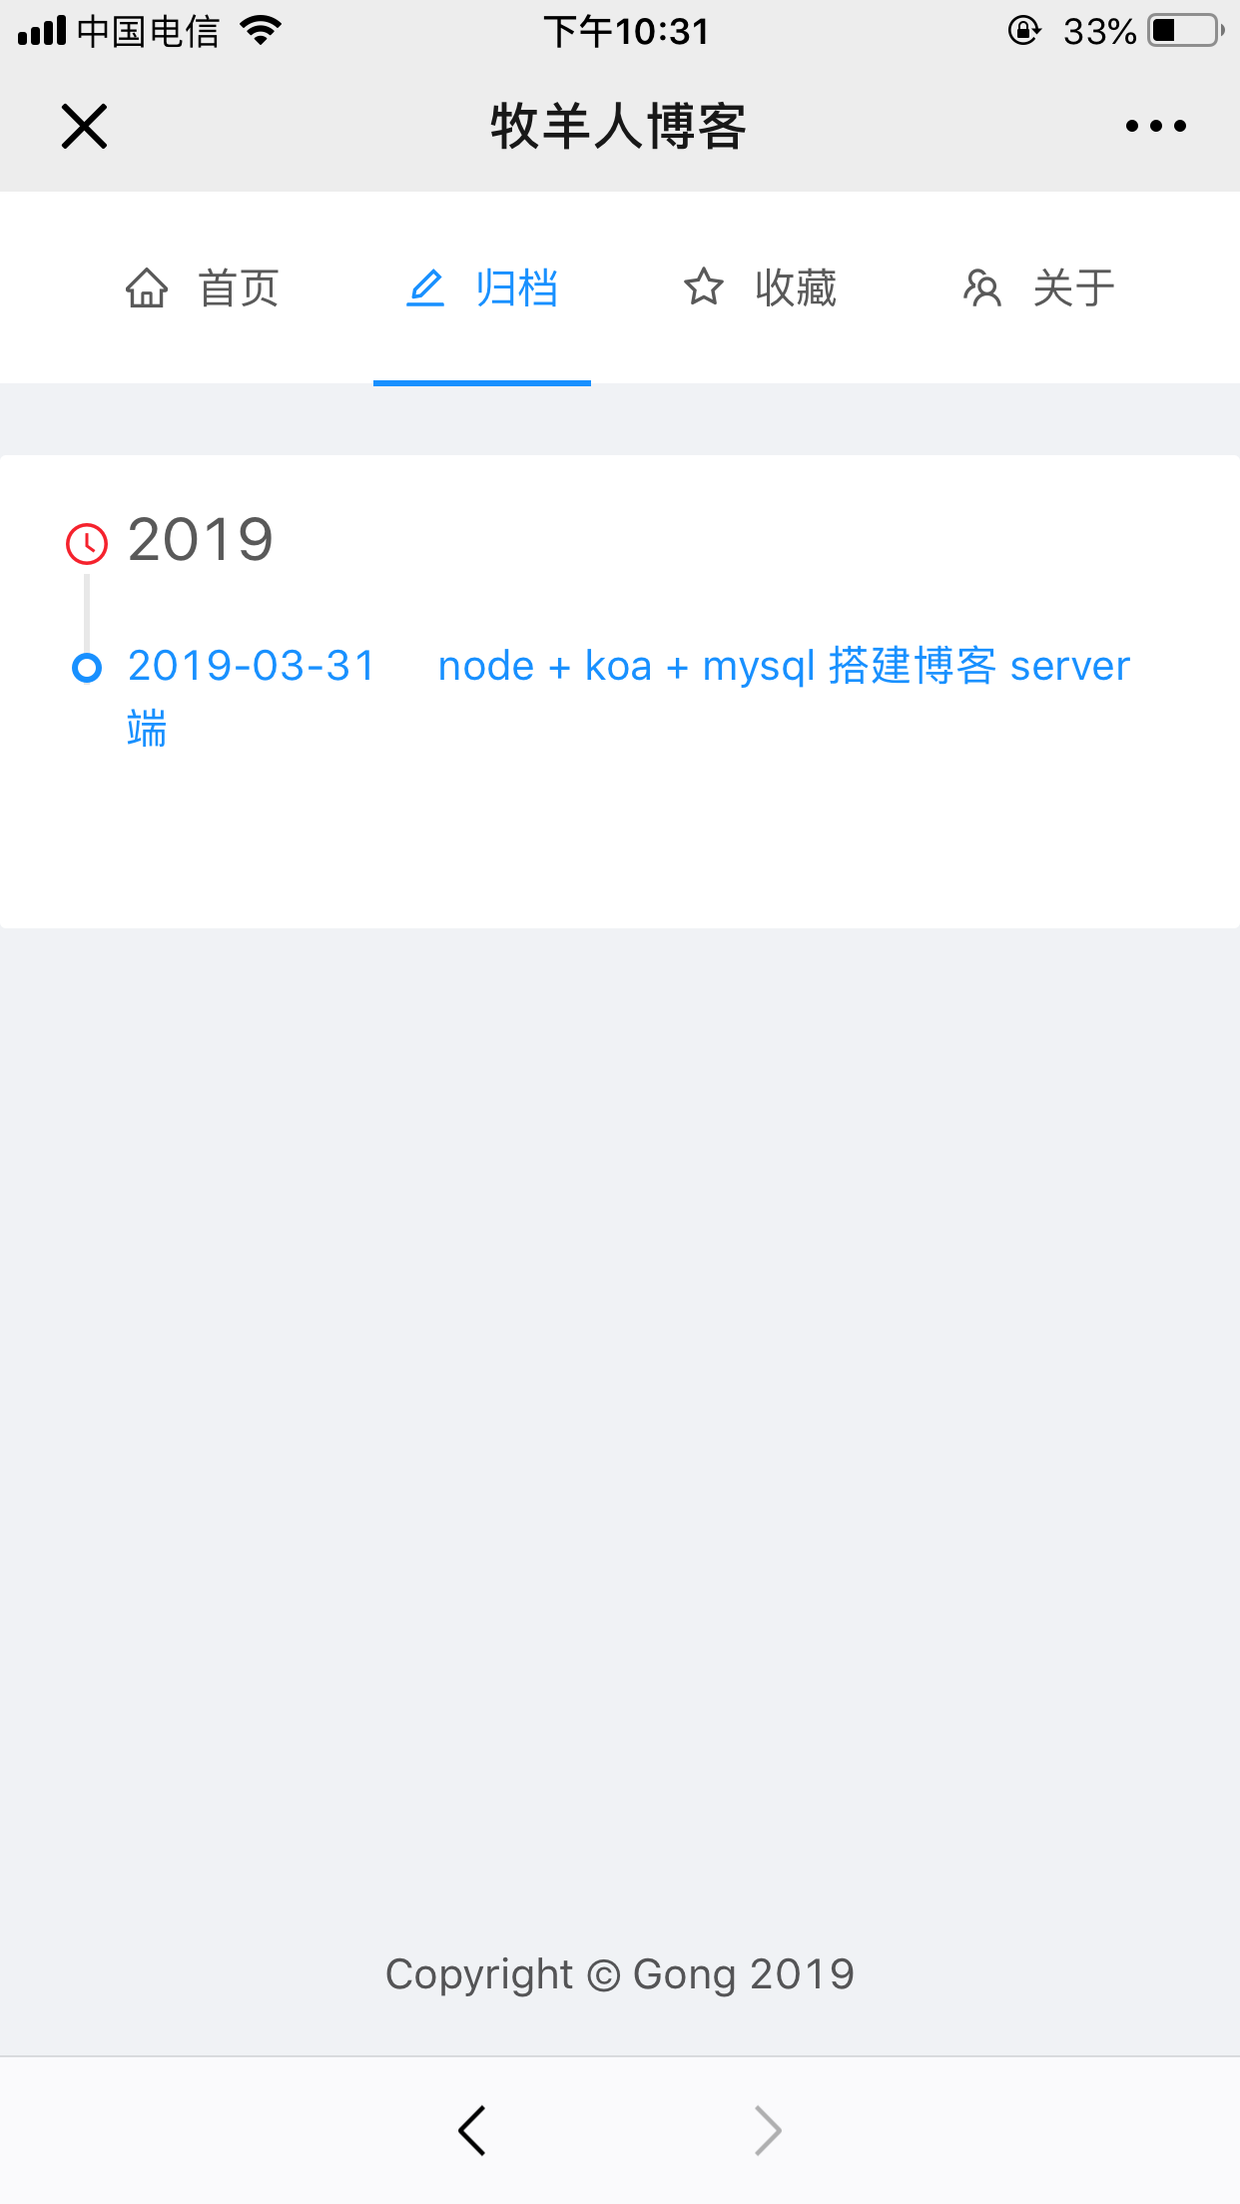 中国电信 下午10:31 33%
牧羊人博客
首页 归档 收藏 关于
2019
2019-03-31 node + koa + mysql 搭建博客 server
端
Copyright © Gong 2019